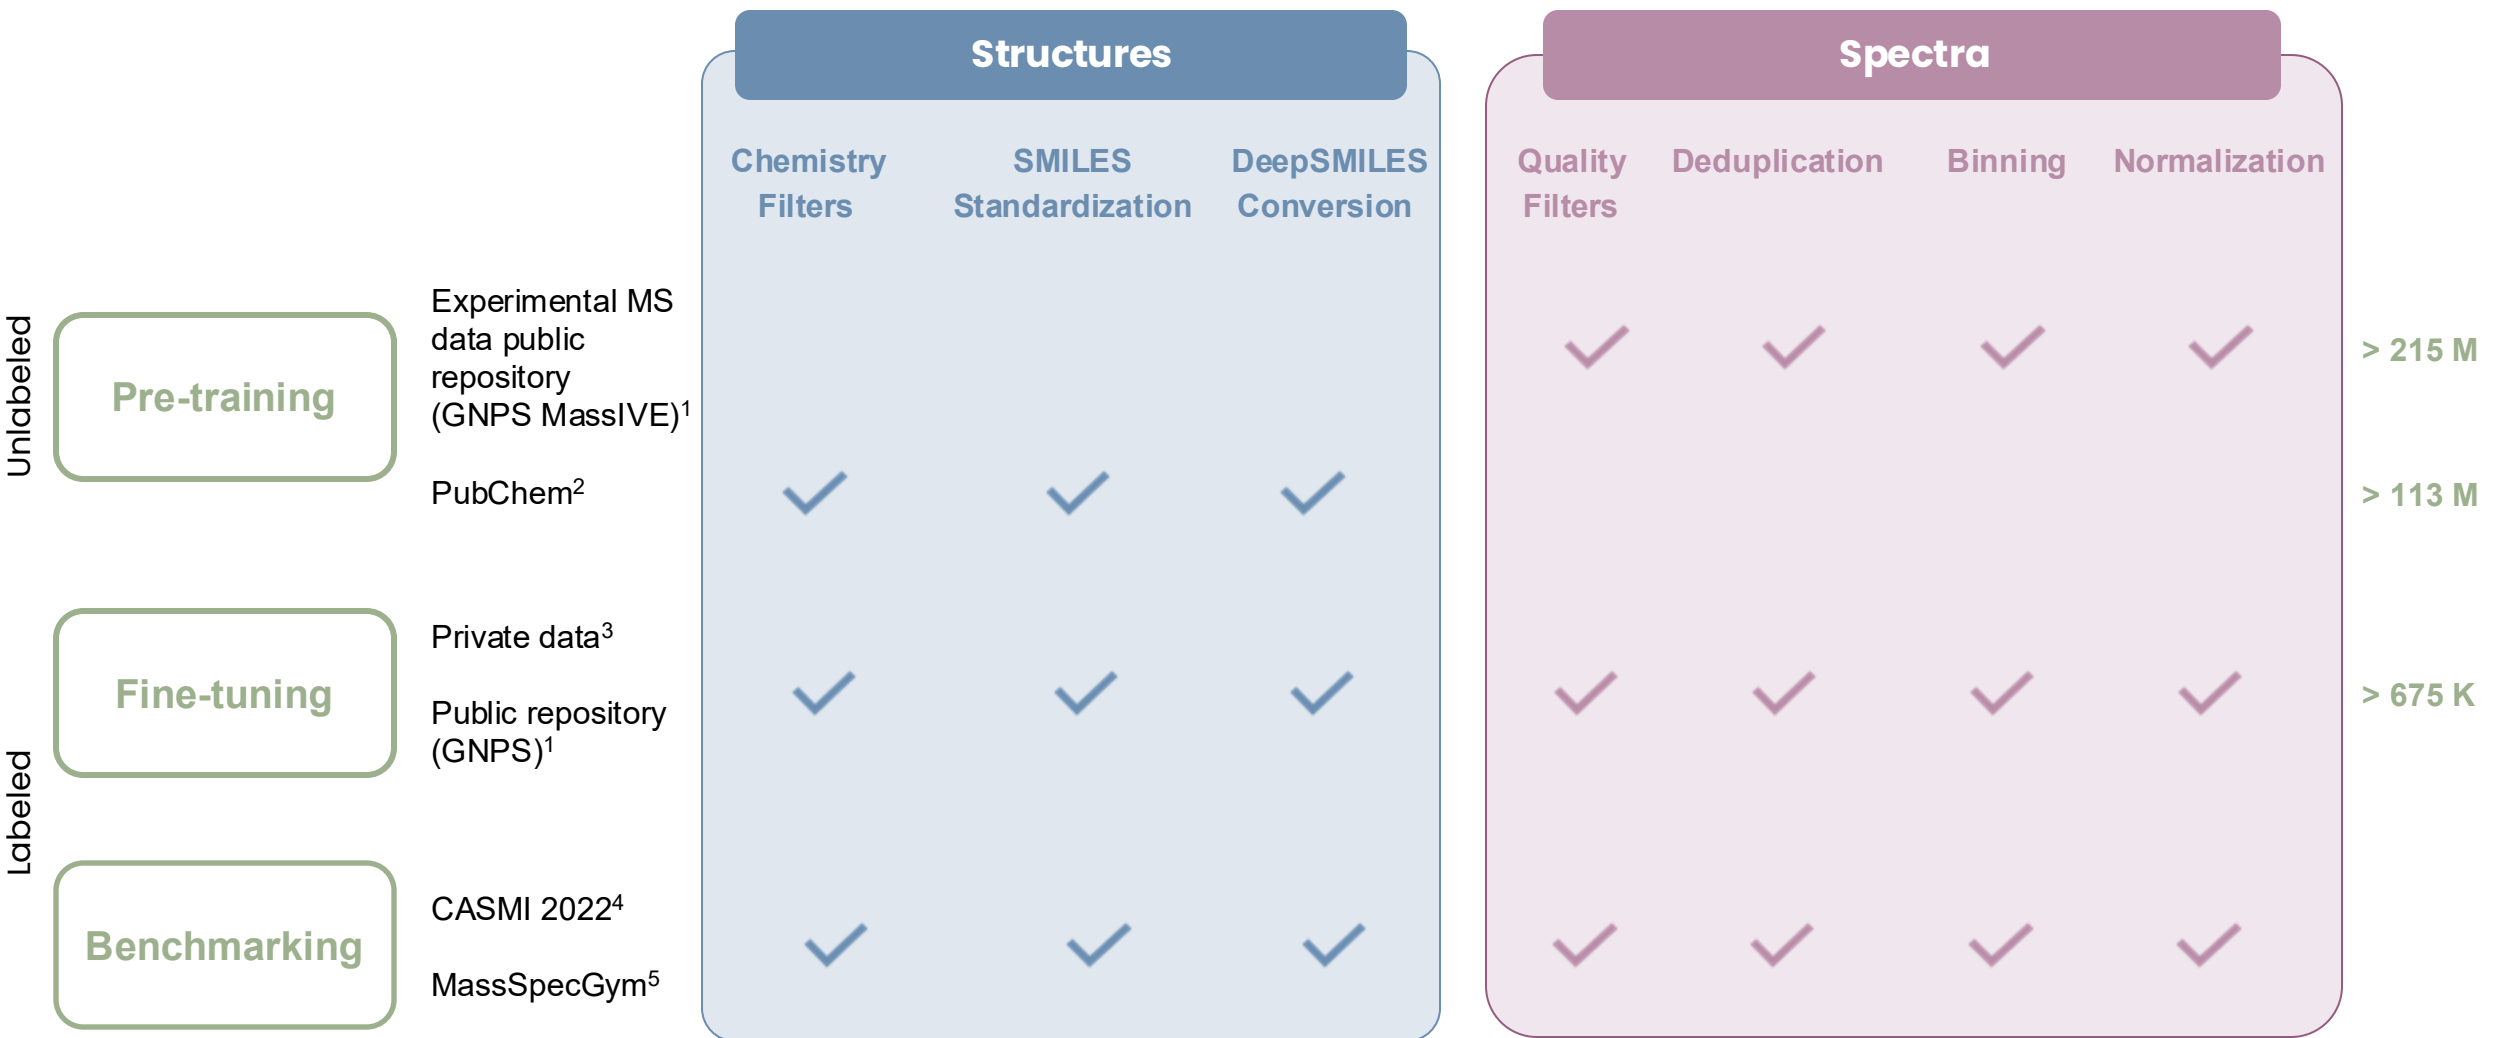 Structures
Spectra
Chemistry
Filters
SMILES
Standardization
DeepSMILES
Conversion
Quality
Filters
Deduplication
Binning
Normalization
Unlabeled
Pre-training
Experimental MS
data public
repository
(GNPS MassIVE)¹
> 215 M
PubChem²
> 113 M
Labeled
Fine-tuning
Private data³
Public repository
(GNPS)¹
> 675 K
Benchmarking
CASMI 2022⁴
MassSpecGym⁵